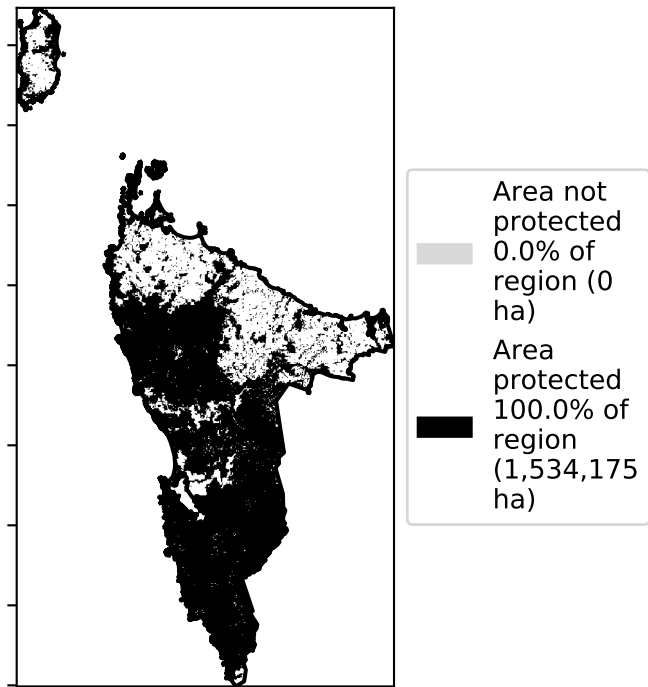 Area not
protected
0.0% of
region (0
ha)
Area
protected
100.0% of
region
(1,534,175
ha)